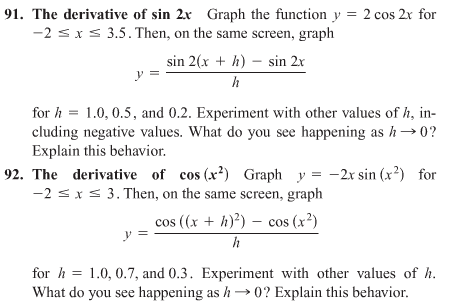 91. The derivative of sin 2x Graph the function y = 2 cos 2x for
−2 ≤ x ≤ 3.5. Then, on the same screen, graph
y = (sin 2(x + h) − sin 2x) / h
for h = 1.0, 0.5, and 0.2. Experiment with other values of h, in-
cluding negative values. What do you see happening as h → 0?
Explain this behavior.
92. The derivative of cos (x²) Graph y = −2x sin (x²) for
−2 ≤ x ≤ 3. Then, on the same screen, graph
y = (cos ((x + h)²) − cos (x²)) / h
for h = 1.0, 0.7, and 0.3. Experiment with other values of h.
What do you see happening as h → 0? Explain this behavior.